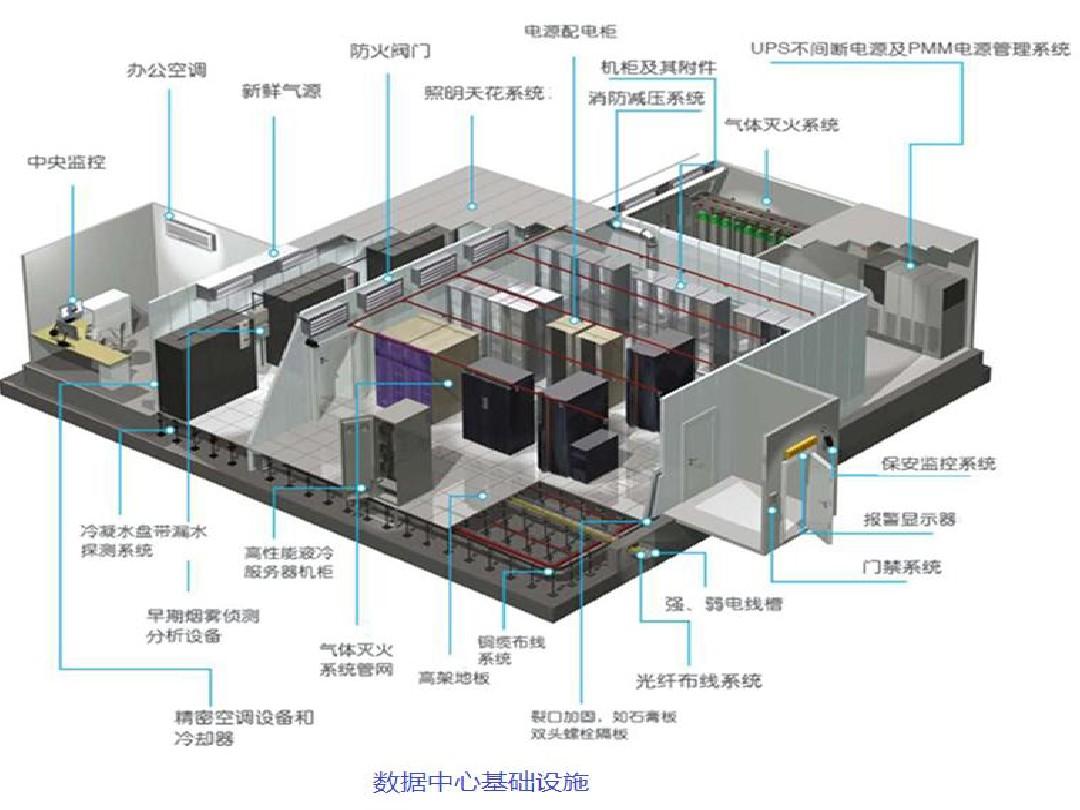 电源配电柜
防火阀门
UPS不间断电源及PMM电源管理系统
办公空调
机柜及其附件
新鲜气源
照明天花系统:
消防减压系统
气体灭火系统
中央监控
保安监控系统
报警显示器
冷凝水盘带漏水
探测系统
高性能液冷
服务器机柜
门禁系统
强、弱电线槽
早期烟雾侦测
分析设备
气体灭火
系统管网
铜缆布线
系统
高架地板
光纤布线系统
精密空调设备和
冷却器
裂口加固，如石膏板
双头螺栓隔板
数据中心基础设施